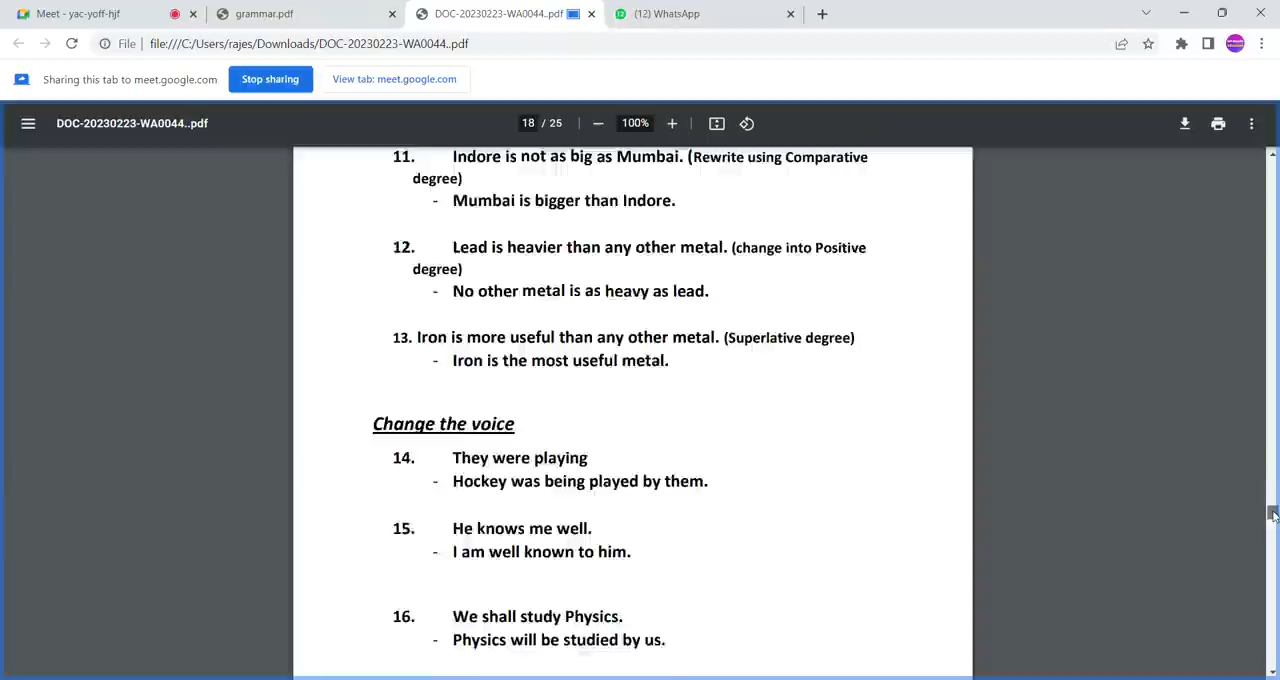 Meet - yac-yoff-hjf
grammar.pdf
DOC-20230223-WA0044..pdf
(12) WhatsApp
File | file:///C:/Users/rajes/Downloads/DOC-20230223-WA0044..pdf
Sharing this tab to meet.google.com
Stop sharing
View tab: meet.google.com
DOC-20230223-WA0044..pdf
18 / 25
100%
11. Indore is not as big as Mumbai. (Rewrite using Comparative
degree)
- Mumbai is bigger than Indore.
12. Lead is heavier than any other metal. (change into Positive
degree)
- No other metal is as heavy as lead.
13. Iron is more useful than any other metal. (Superlative degree)
- Iron is the most useful metal.
Change the voice
14. They were playing
- Hockey was being played by them.
15. He knows me well.
- I am well known to him.
16. We shall study Physics.
- Physics will be studied by us.